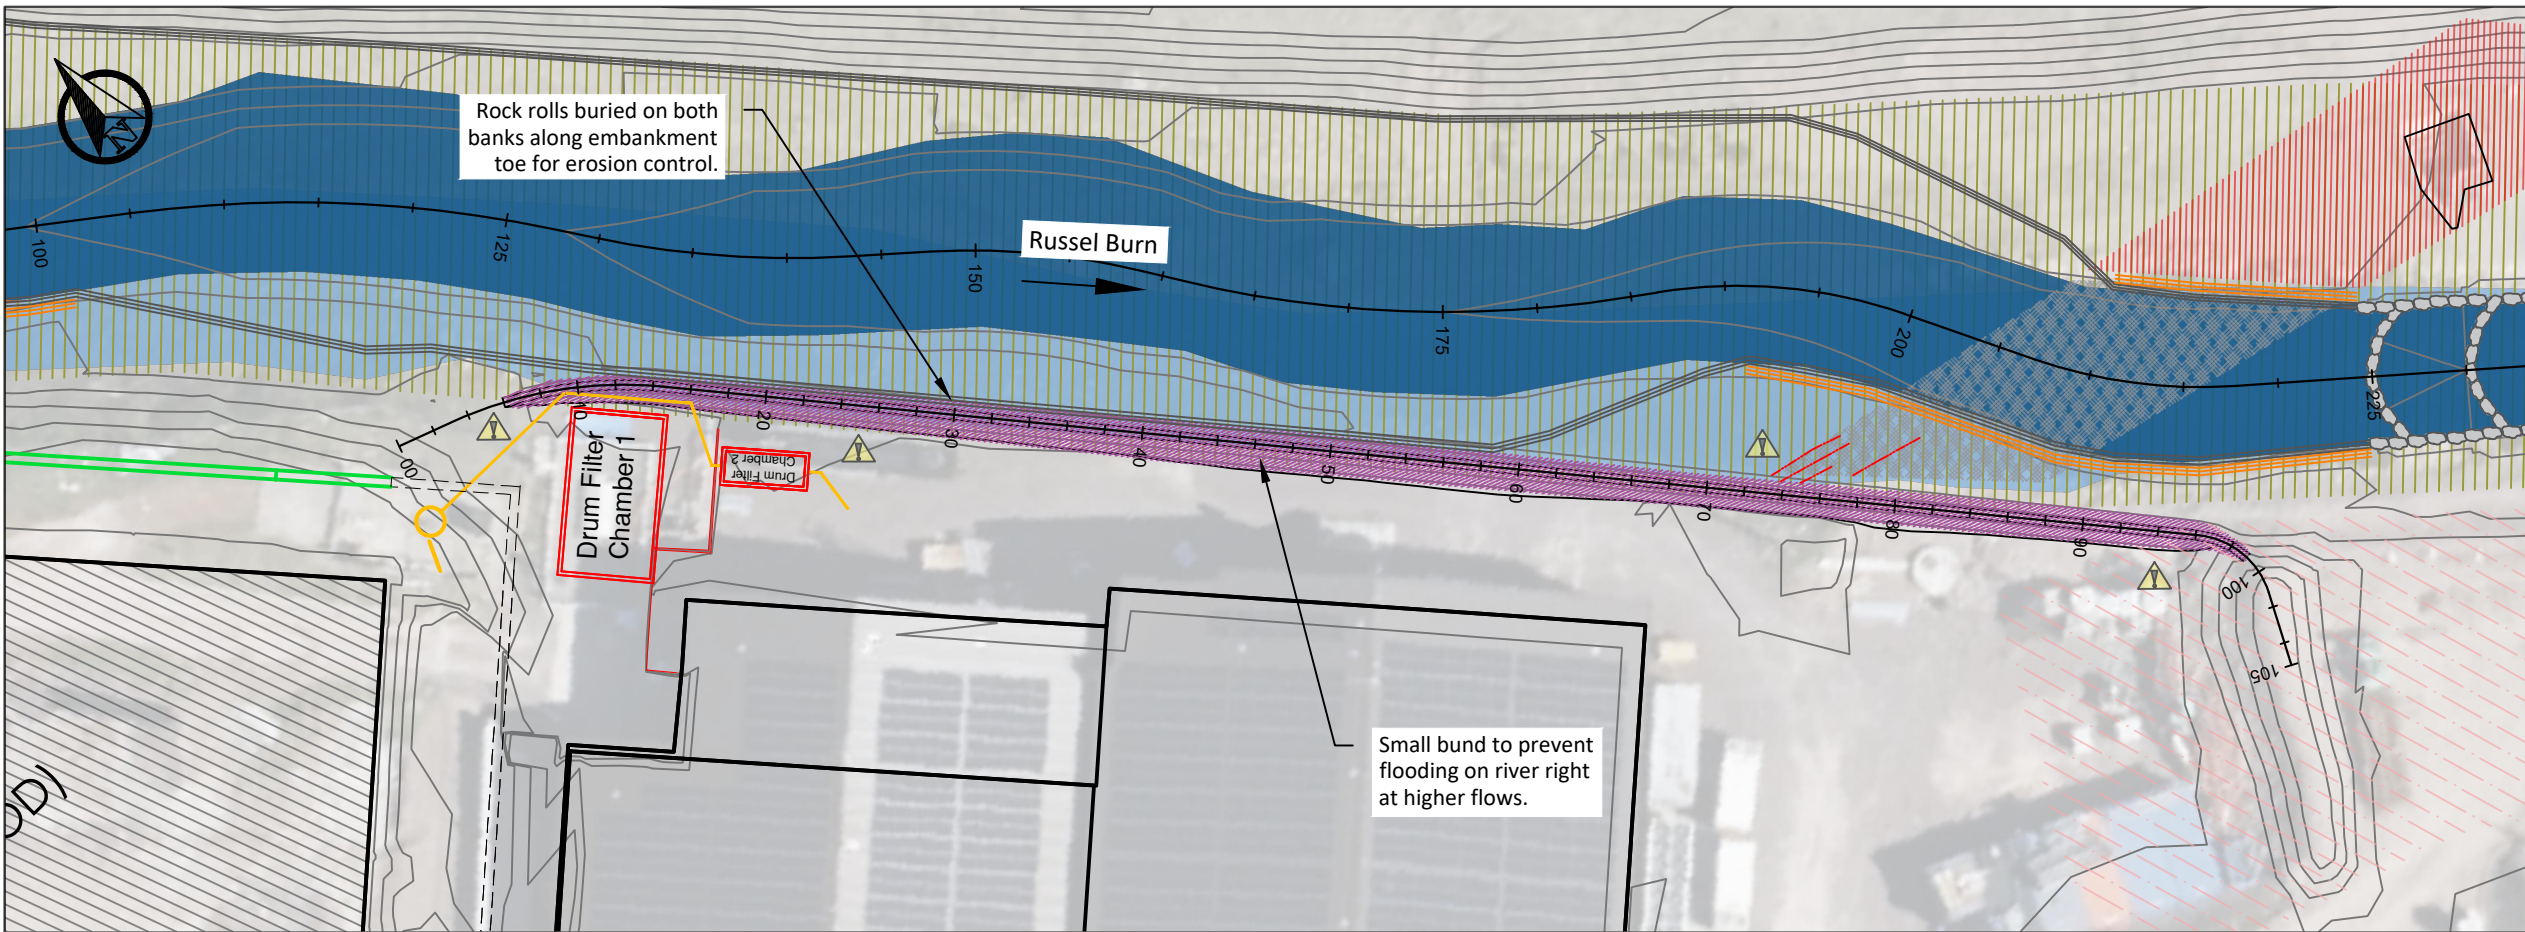 N
Rock rolls buried on both
banks along embankment
toe for erosion control.
Russel Burn
100
125
150
175
200
225
00
10
20
30
40
50
60
70
80
90
100
105
Drum Filter
Chamber 1
Drum Filter
Chamber 2
Small bund to prevent
flooding on river right
at higher flows.
OD)